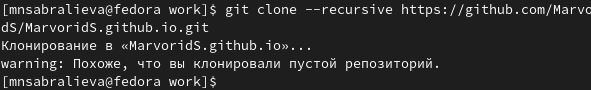 [mnsabralieva@fedora work]$ git clone --recursive https://github.com/Marvori
dS/MarvoridS.github.io.git
Клонирование в «MarvoridS.github.io»...
warning: Похоже, что вы клонировали пустой репозиторий.
[mnsabralieva@fedora work]$